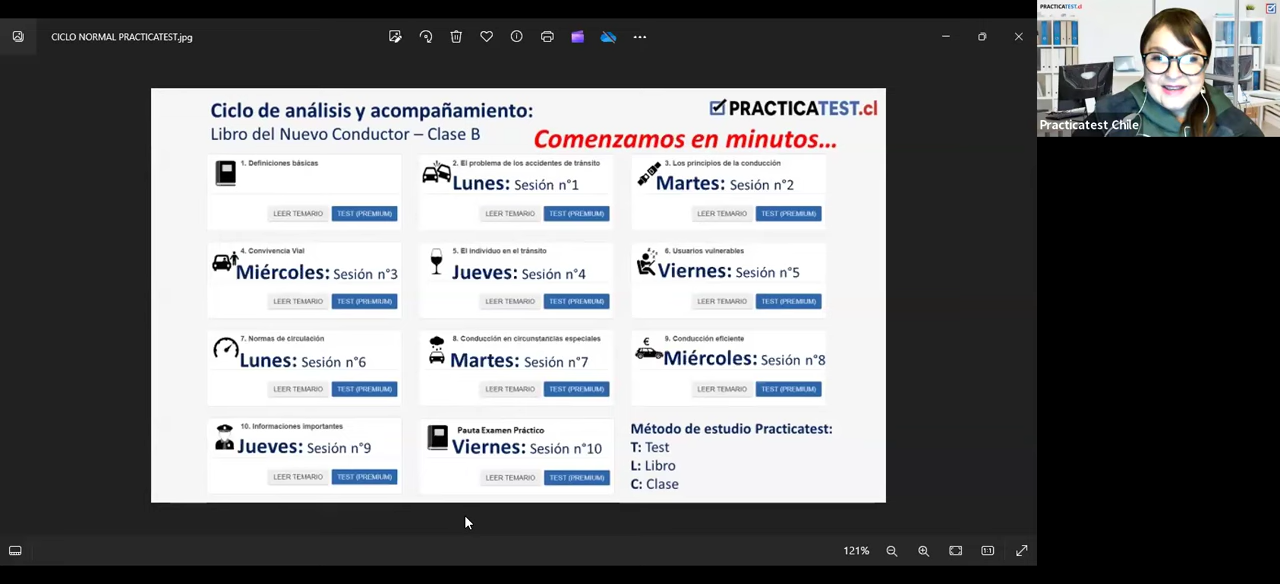 CICLO NORMAL PRACTICATEST.jpg
PRACTICATEST.cl
Practicatest Chile
Ciclo de análisis y acompañamiento:
PRACTICATEST.cl
Libro del Nuevo Conductor – Clase B
Comenzamos en minutos...
1. Definiciones básicas
LEER TEMARIO TEST (PREMIUM)
2. El problema de los accidentes de tránsito
Lunes: Sesión n°1
LEER TEMARIO TEST (PREMIUM)
3. Los principios de la conducción
Martes: Sesión n°2
LEER TEMARIO TEST (PREMIUM)
4. Convivencia Vial
Miércoles: Sesión n°3
LEER TEMARIO TEST (PREMIUM)
5. El individuo en el tránsito
Jueves: Sesión n°4
LEER TEMARIO TEST (PREMIUM)
6. Usuarios vulnerables
Viernes: Sesión n°5
LEER TEMARIO TEST (PREMIUM)
7. Normas de circulación
Lunes: Sesión n°6
LEER TEMARIO TEST (PREMIUM)
8. Conducción en circunstancias especiales
Martes: Sesión n°7
LEER TEMARIO TEST (PREMIUM)
9. Conducción eficiente
€
Miércoles: Sesión n°8
LEER TEMARIO TEST (PREMIUM)
10. Informaciones importantes
Jueves: Sesión n°9
LEER TEMARIO TEST (PREMIUM)
Pauta Examen Práctico
Viernes: Sesión n°10
LEER TEMARIO TEST (PREMIUM)
Método de estudio Practicatest:
T: Test
L: Libro
C: Clase
121%
1:1